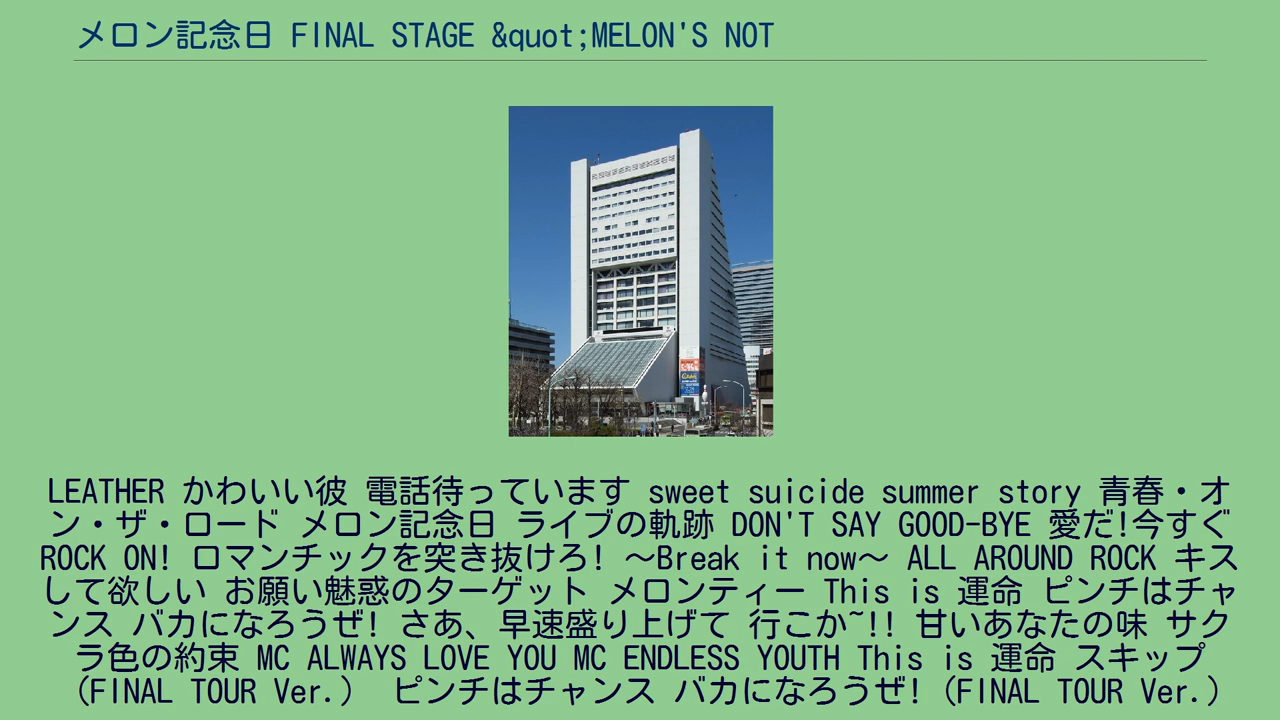 メロン記念日 FINAL STAGE &quot;MELON'S NOT
LEATHER かわいい彼 電話待っています sweet suicide summer story 青春・オ
ン・ザ・ロード メロン記念日 ライブの軌跡 DON'T SAY GOOD-BYE 愛だ!今すぐ
ROCK ON! ロマンチックを突き抜けろ! 〜Break it now〜 ALL AROUND ROCK キス
して欲しい お願い魅惑のターゲット メロンティー This is 運命 ピンチはチャ
ンス バカになろうぜ! さあ、早速盛り上げて 行こか~!! 甘いあなたの味 サク
ラ色の約束 MC ALWAYS LOVE YOU MC ENDLESS YOUTH This is 運命 スキップ
（FINAL TOUR Ver.） ピンチはチャンス バカになろうぜ!（FINAL TOUR Ver.）